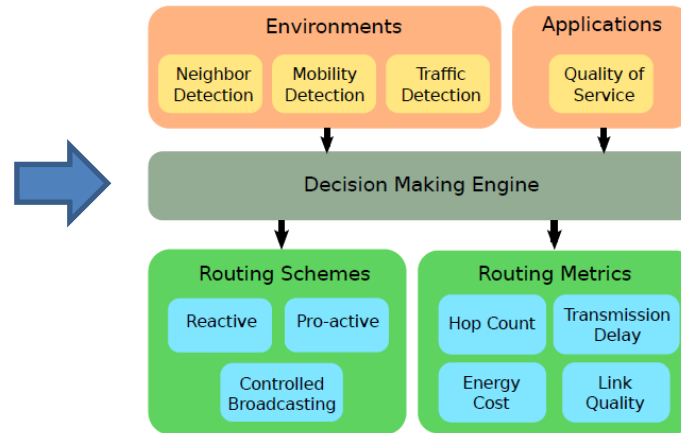 Environments
Neighbor
Detection
Mobility
Detection
Traffic
Detection
Applications
Quality of
Service
Decision Making Engine
Routing Schemes
Reactive
Pro-active
Controlled
Broadcasting
Routing Metrics
Hop Count
Transmission
Delay
Energy
Cost
Link
Quality